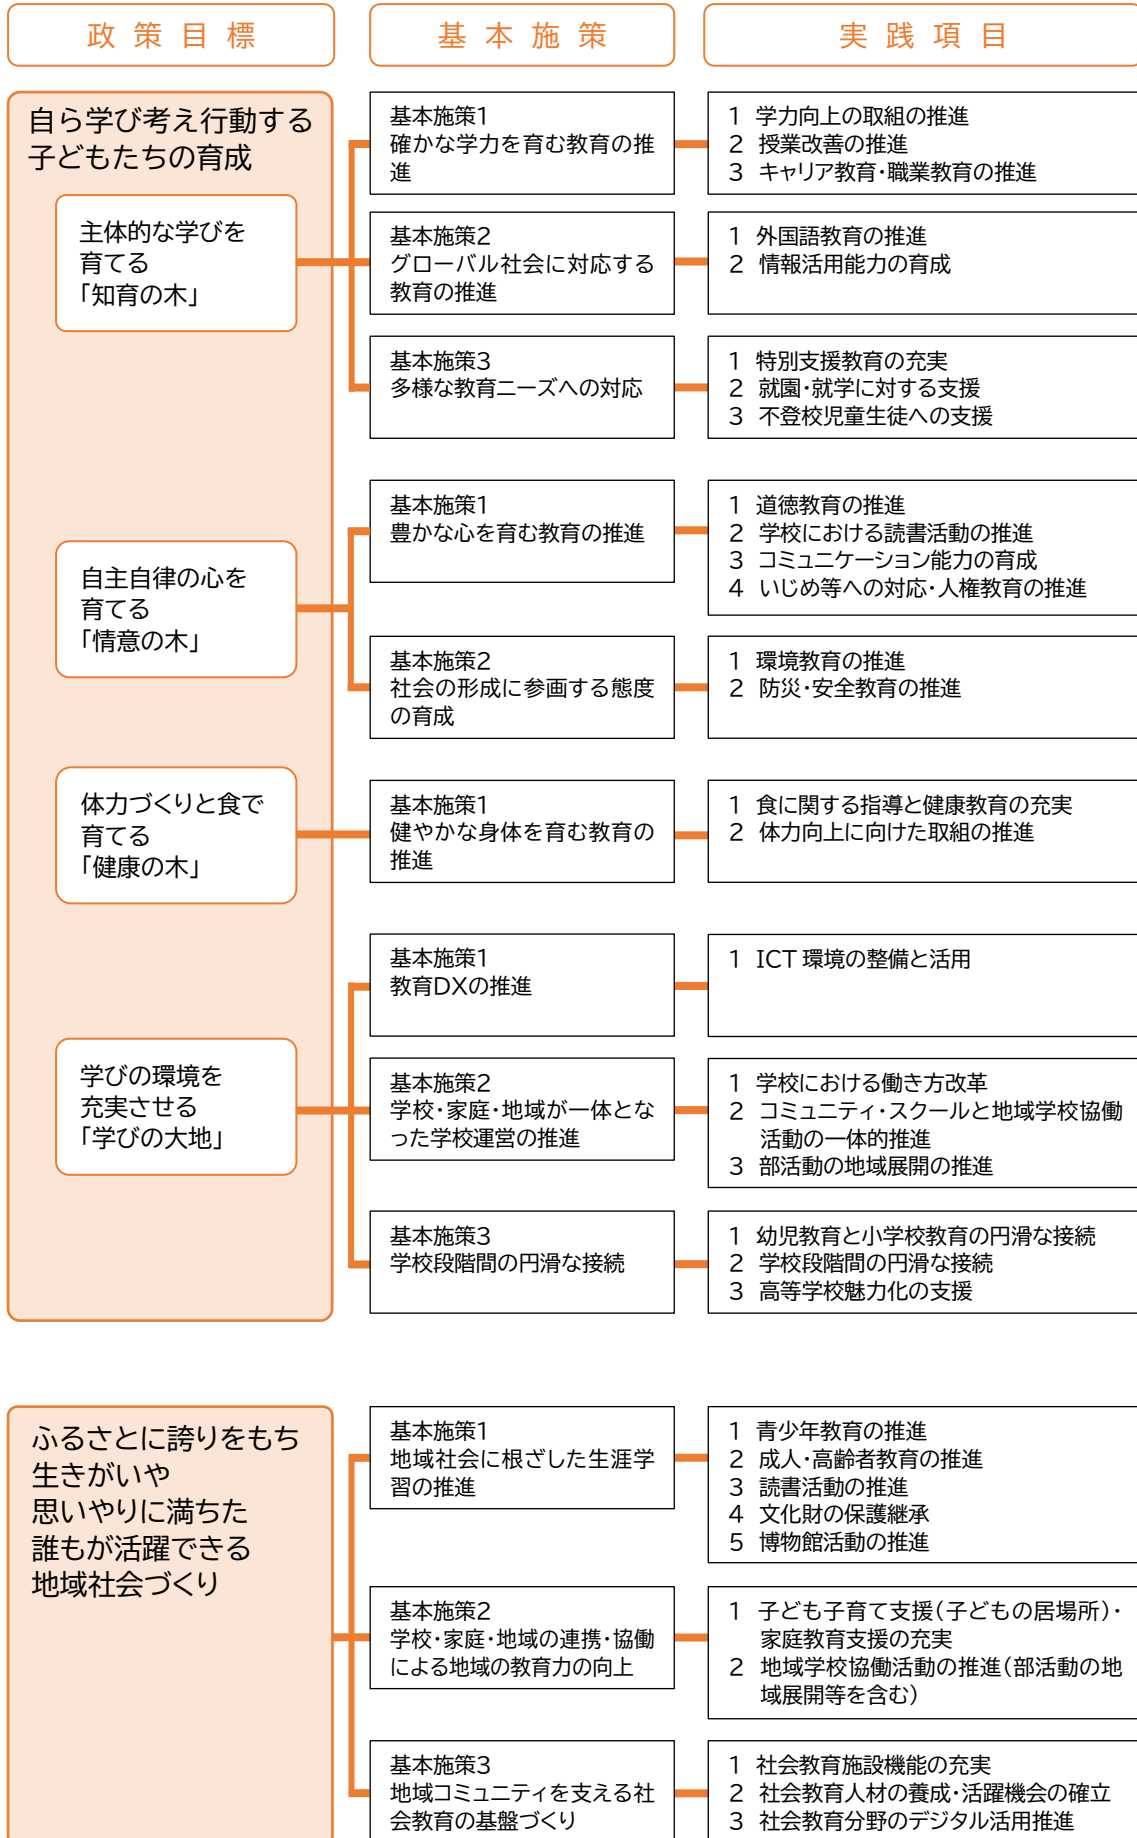 政策目標
基本施策
実践項目
自ら学び考え行動する
子どもたちの育成
主体的な学びを
育てる
「知育の木」
基本施策1
確かな学力を育む教育の推
進
1 学力向上の取組の推進
2 授業改善の推進
3 キャリア教育・職業教育の推進
基本施策2
グローバル社会に対応する
教育の推進
1 外国語教育の推進
2 情報活用能力の育成
基本施策3
多様な教育ニーズへの対応
1 特別支援教育の充実
2 就園・就学に対する支援
3 不登校児童生徒への支援
自主自律の心を
育てる
「情意の木」
基本施策1
豊かな心を育む教育の推進
1 道徳教育の推進
2 学校における読書活動の推進
3 コミュニケーション能力の育成
4 いじめ等への対応・人権教育の推進
基本施策2
社会の形成に参画する態度
の育成
1 環境教育の推進
2 防災・安全教育の推進
体力づくりと食で
育てる
「健康の木」
基本施策1
健やかな身体を育む教育の
推進
1 食に関する指導と健康教育の充実
2 体力向上に向けた取組の推進
学びの環境を
充実させる
「学びの大地」
基本施策1
教育DXの推進
1 ICT 環境の整備と活用
基本施策2
学校・家庭・地域が一体とな
った学校運営の推進
1 学校における働き方改革
2 コミュニティ・スクールと地域学校協働
活動の一体的推進
3 部活動の地域展開の推進
基本施策3
学校段階間の円滑な接続
1 幼児教育と小学校教育の円滑な接続
2 学校段階間の円滑な接続
3 高等学校魅力化の支援
ふるさとに誇りをもち
生きがいや
思いやりに満ちた
誰もが活躍できる
地域社会づくり
基本施策1
地域社会に根ざした生涯学
習の推進
1 青少年教育の推進
2 成人・高齢者教育の推進
3 読書活動の推進
4 文化財の保護継承
5 博物館活動の推進
基本施策2
学校・家庭・地域の連携・協働
による地域の教育力の向上
1 子ども子育て支援（子どもの居場所）・
家庭教育支援の充実
2 地域学校協働活動の推進（部活動の地
域展開等を含む）
基本施策3
地域コミュニティを支える社
会教育の基盤づくり
1 社会教育施設機能の充実
2 社会教育人材の養成・活躍機会の確立
3 社会教育分野のデジタル活用推進